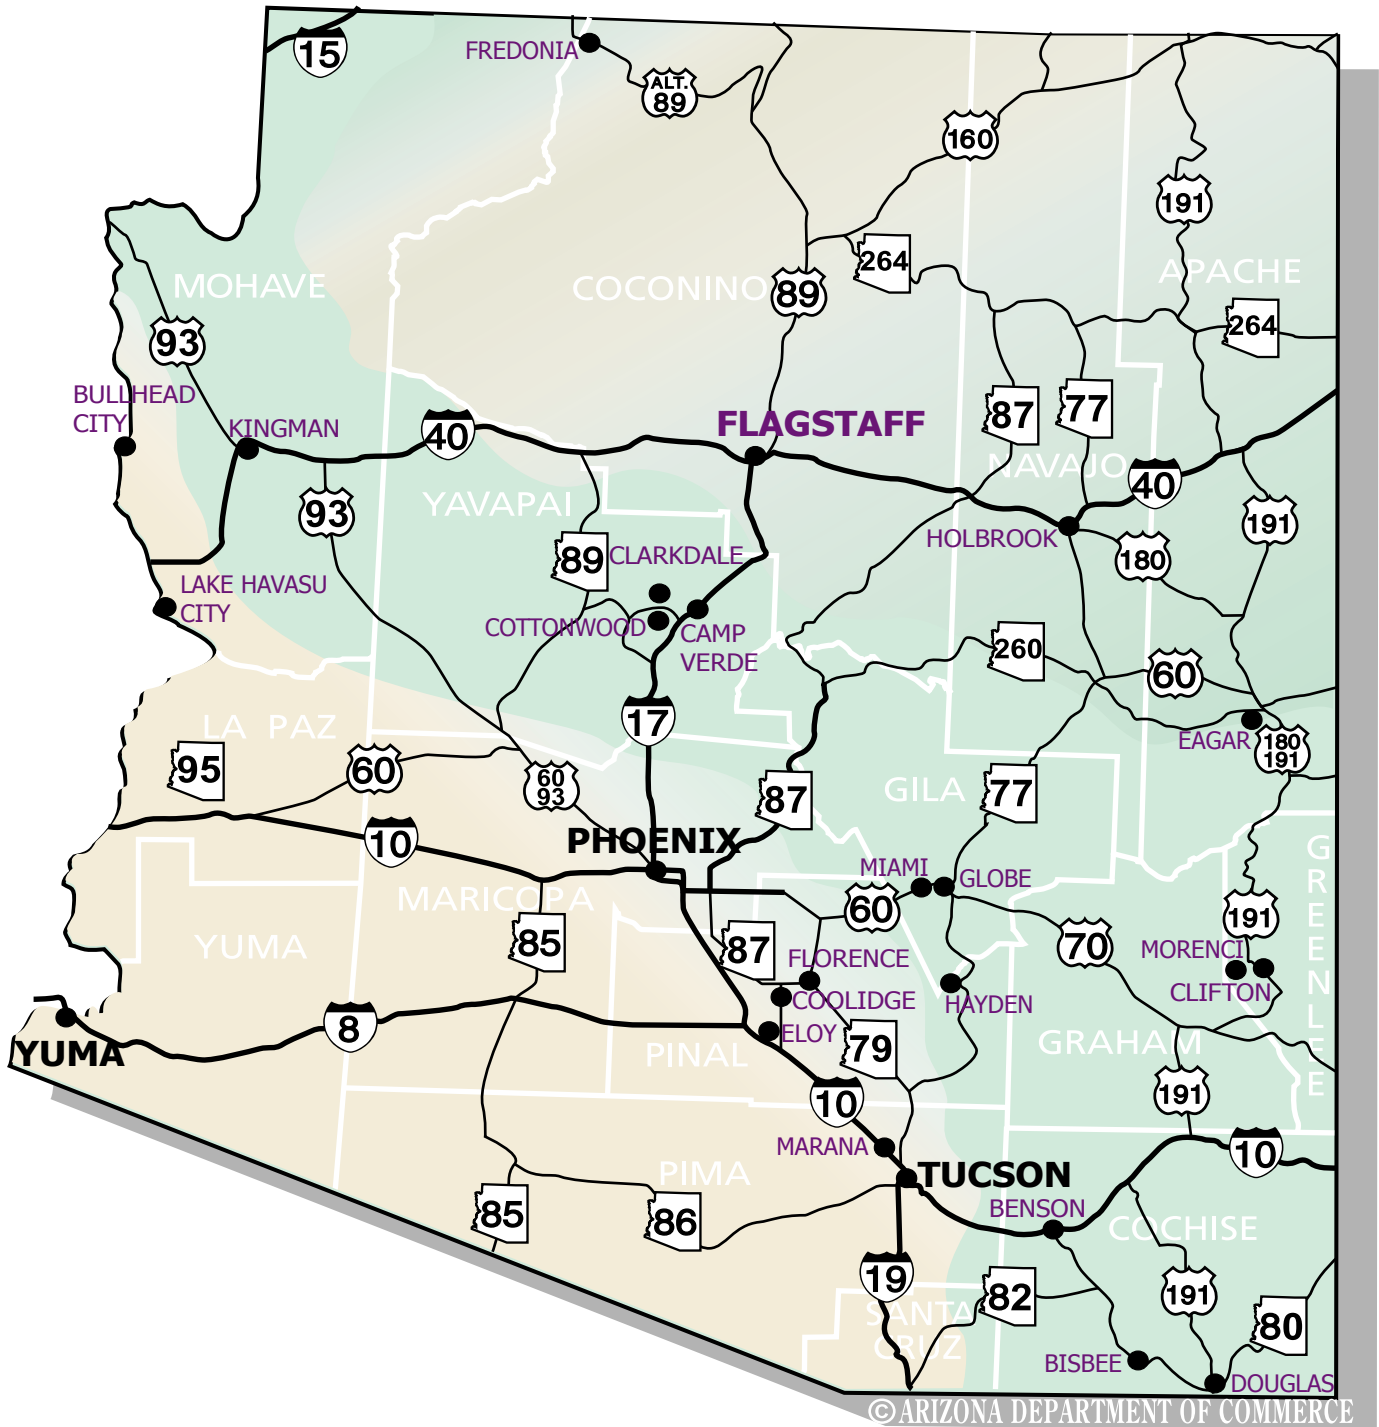 15
FREDONIA
ALT.
89
160
191
264
MOHAVE
COCONINO
89
APACHE
264
93
BULLHEAD
CITY
KINGMAN
40
FLAGSTAFF
87
77
NAVAJO
40
YAVAPAI
93
191
HOLBROOK
180
89
CLARKDALE
LAKE HAVASU
CITY
COTTONWOOD
CAMP
VERDE
260
60
17
LA PAZ
EAGAR
180
191
95
60
60
93
87
GILA
77
10
PHOENIX
MIAMI
GLOBE
GREENLEE
MARICOPA
60
191
YUMA
85
87
70
MORENCI
FLORENCE
CLIFTON
COOLIDGE
HAYDEN
8
ELOY
79
GRAHAM
YUMA
PINAL
191
10
MARANA
10
PIMA
TUCSON
BENSON
85
86
COCHISE
19
82
191
SANTA
CRUZ
80
BISBEE
DOUGLAS
© ARIZONA DEPARTMENT OF COMMERCE